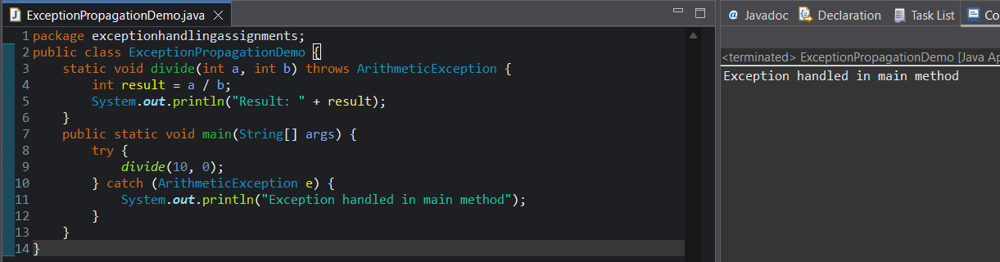 ExceptionPropagationDemo.java
1 package exceptionhandlingassignments;
2 public class ExceptionPropagationDemo {
3 static void divide(int a, int b) throws ArithmeticException {
4 int result = a / b;
5 System.out.println("Result: " + result);
6 }
7 public static void main(String[] args) {
8 try {
9 divide(10, 0);
10 } catch (ArithmeticException e) {
11 System.out.println("Exception handled in main method");
12 }
13 }
14 }
@ Javadoc Declaration Task List Co
<terminated> ExceptionPropagationDemo [Java Ap
Exception handled in main method